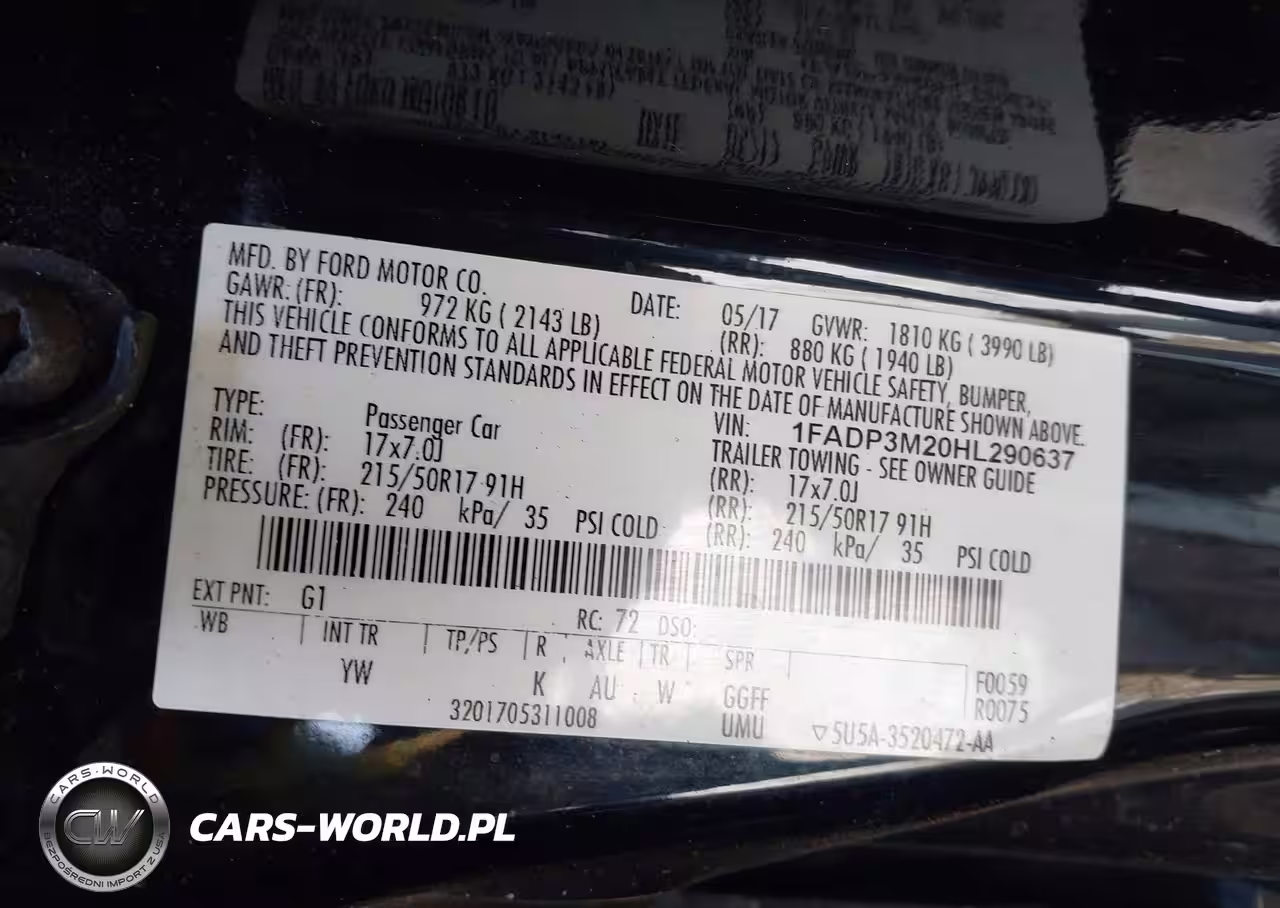 MFD. BY FORD MOTOR CO. DATE: 05/17 GVWR: 1810 KG ( 3990 LB)
GAWR: (FR): 972 KG ( 2143 LB) (RR): 880 KG ( 1940 LB)
THIS VEHICLE CONFORMS TO ALL APPLICABLE FEDERAL MOTOR VEHICLE SAFETY, BUMPER,
AND THEFT PREVENTION STANDARDS IN EFFECT ON THE DATE OF MANUFACTURE SHOWN ABOVE.
VIN: 1FADP3M20HL290637
TYPE: Passenger Car TRAILER TOWING - SEE OWNER GUIDE
RIM: (FR): 17x7.0J (RR): 17x7.0J
TIRE: (FR): 215/50R17 91H (RR): 215/50R17 91H
PRESSURE: (FR): 240 kPa/ 35 PSI COLD (RR): 240 kPa/ 35 PSI COLD
EXT PNT: G1 RC: 72 DSO:
WB INT TR TP/PS R AXLE TR SPR
YW K AU W GGFF F0059
3201705311008 UMU R0075
5U5A-3520472-AA
CARS-WORLD
CW
BEZPOŚREDNI IMPORT Z USA
CARS-WORLD.PL